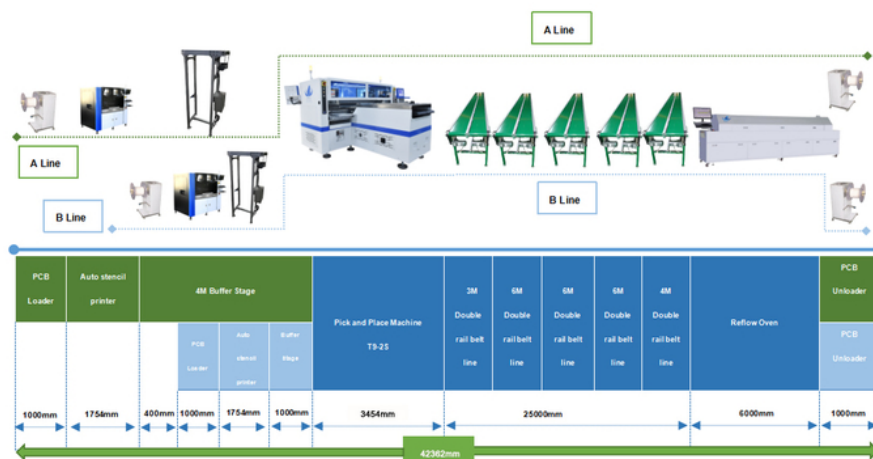 A Line
A Line
B Line
B Line
PCB
Loader
Auto stencil
printer
4M Buffer Stage
PCB
Loader
Auto
stencil
printer
Buffer
Stage
Pick and Place Machine
T9-2S
3M
Double
rail belt
line
6M
Double
rail belt
line
6M
Double
rail belt
line
6M
Double
rail belt
line
4M
Double
rail belt
line
Reflow Oven
PCB
Unloader
PCB
Unloader
1000mm
1754mm
400mm
1000mm
1754mm
1000mm
3454mm
25000mm
6000mm
1000mm
42362mm